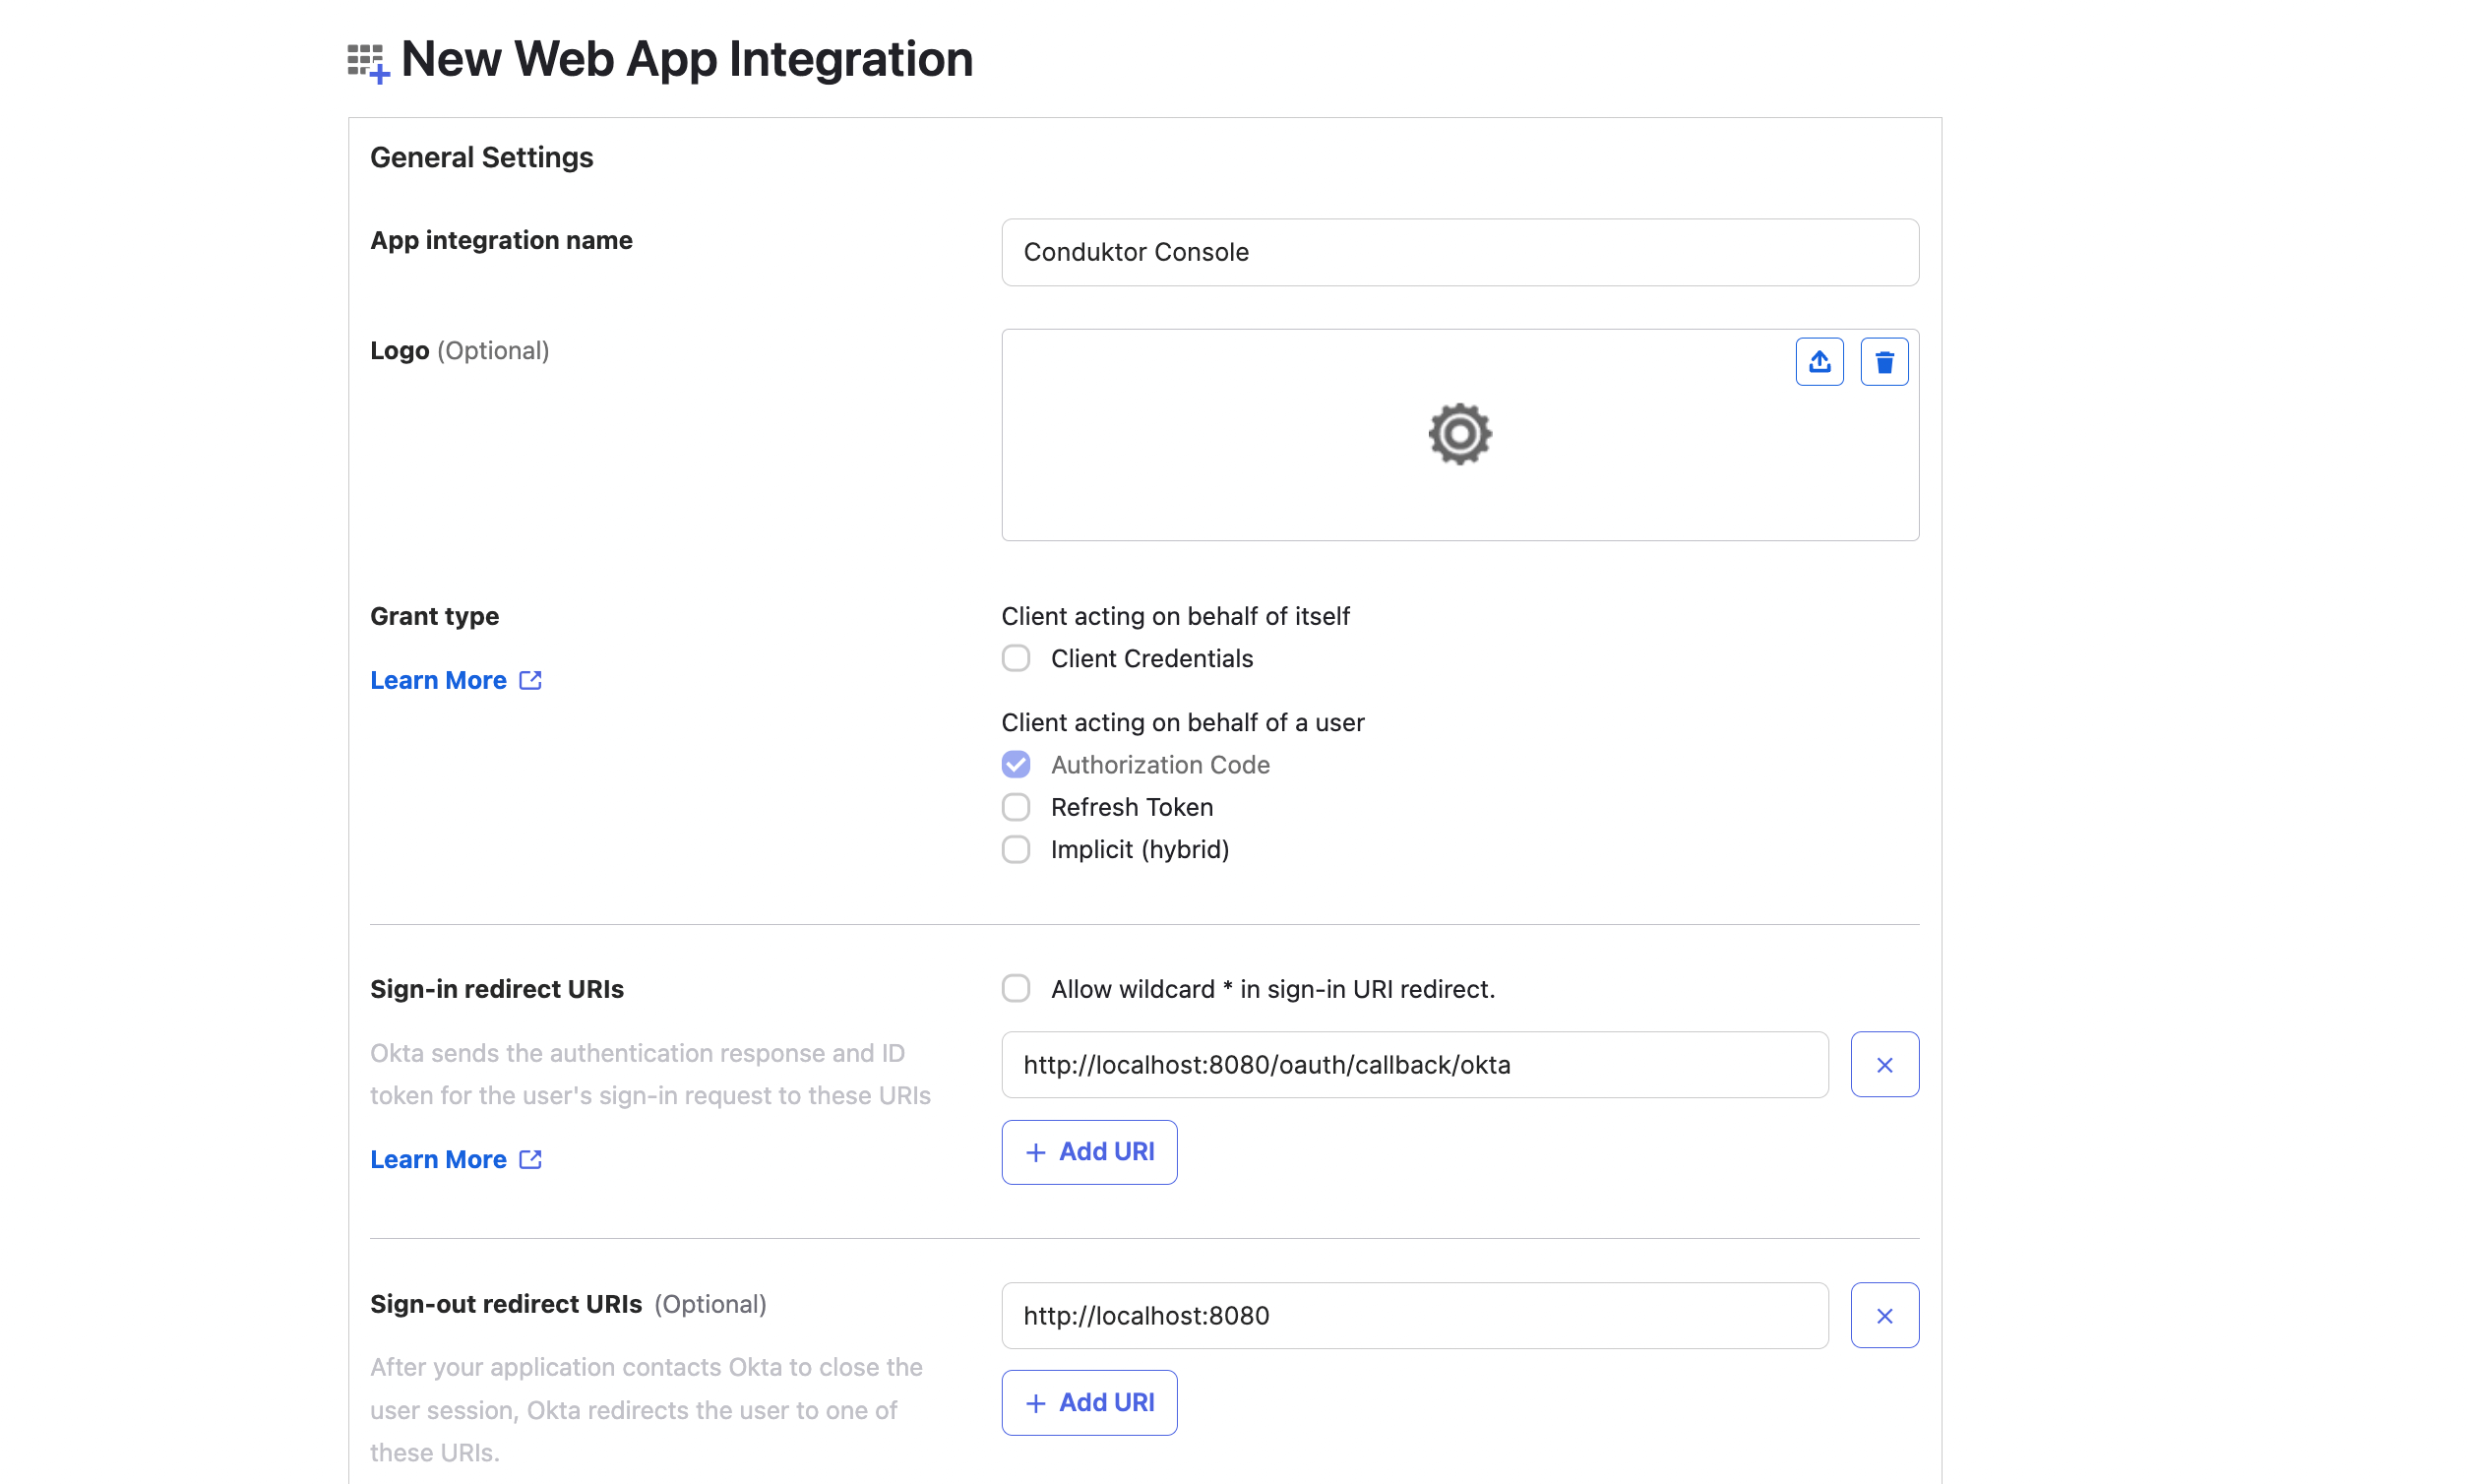 New Web App Integration
General Settings
App integration name
Conduktor Console
Logo (Optional)
Grant type
Learn More
Client acting on behalf of itself
Client Credentials
Client acting on behalf of a user
Authorization Code
Refresh Token
Implicit (hybrid)
Sign-in redirect URIs
Okta sends the authentication response and ID
token for the user's sign-in request to these URIs
Learn More
Allow wildcard * in sign-in URI redirect.
http://localhost:8080/oauth/callback/okta
+ Add URI
Sign-out redirect URIs (Optional)
After your application contacts Okta to close the
user session, Okta redirects the user to one of
these URIs.
http://localhost:8080
+ Add URI